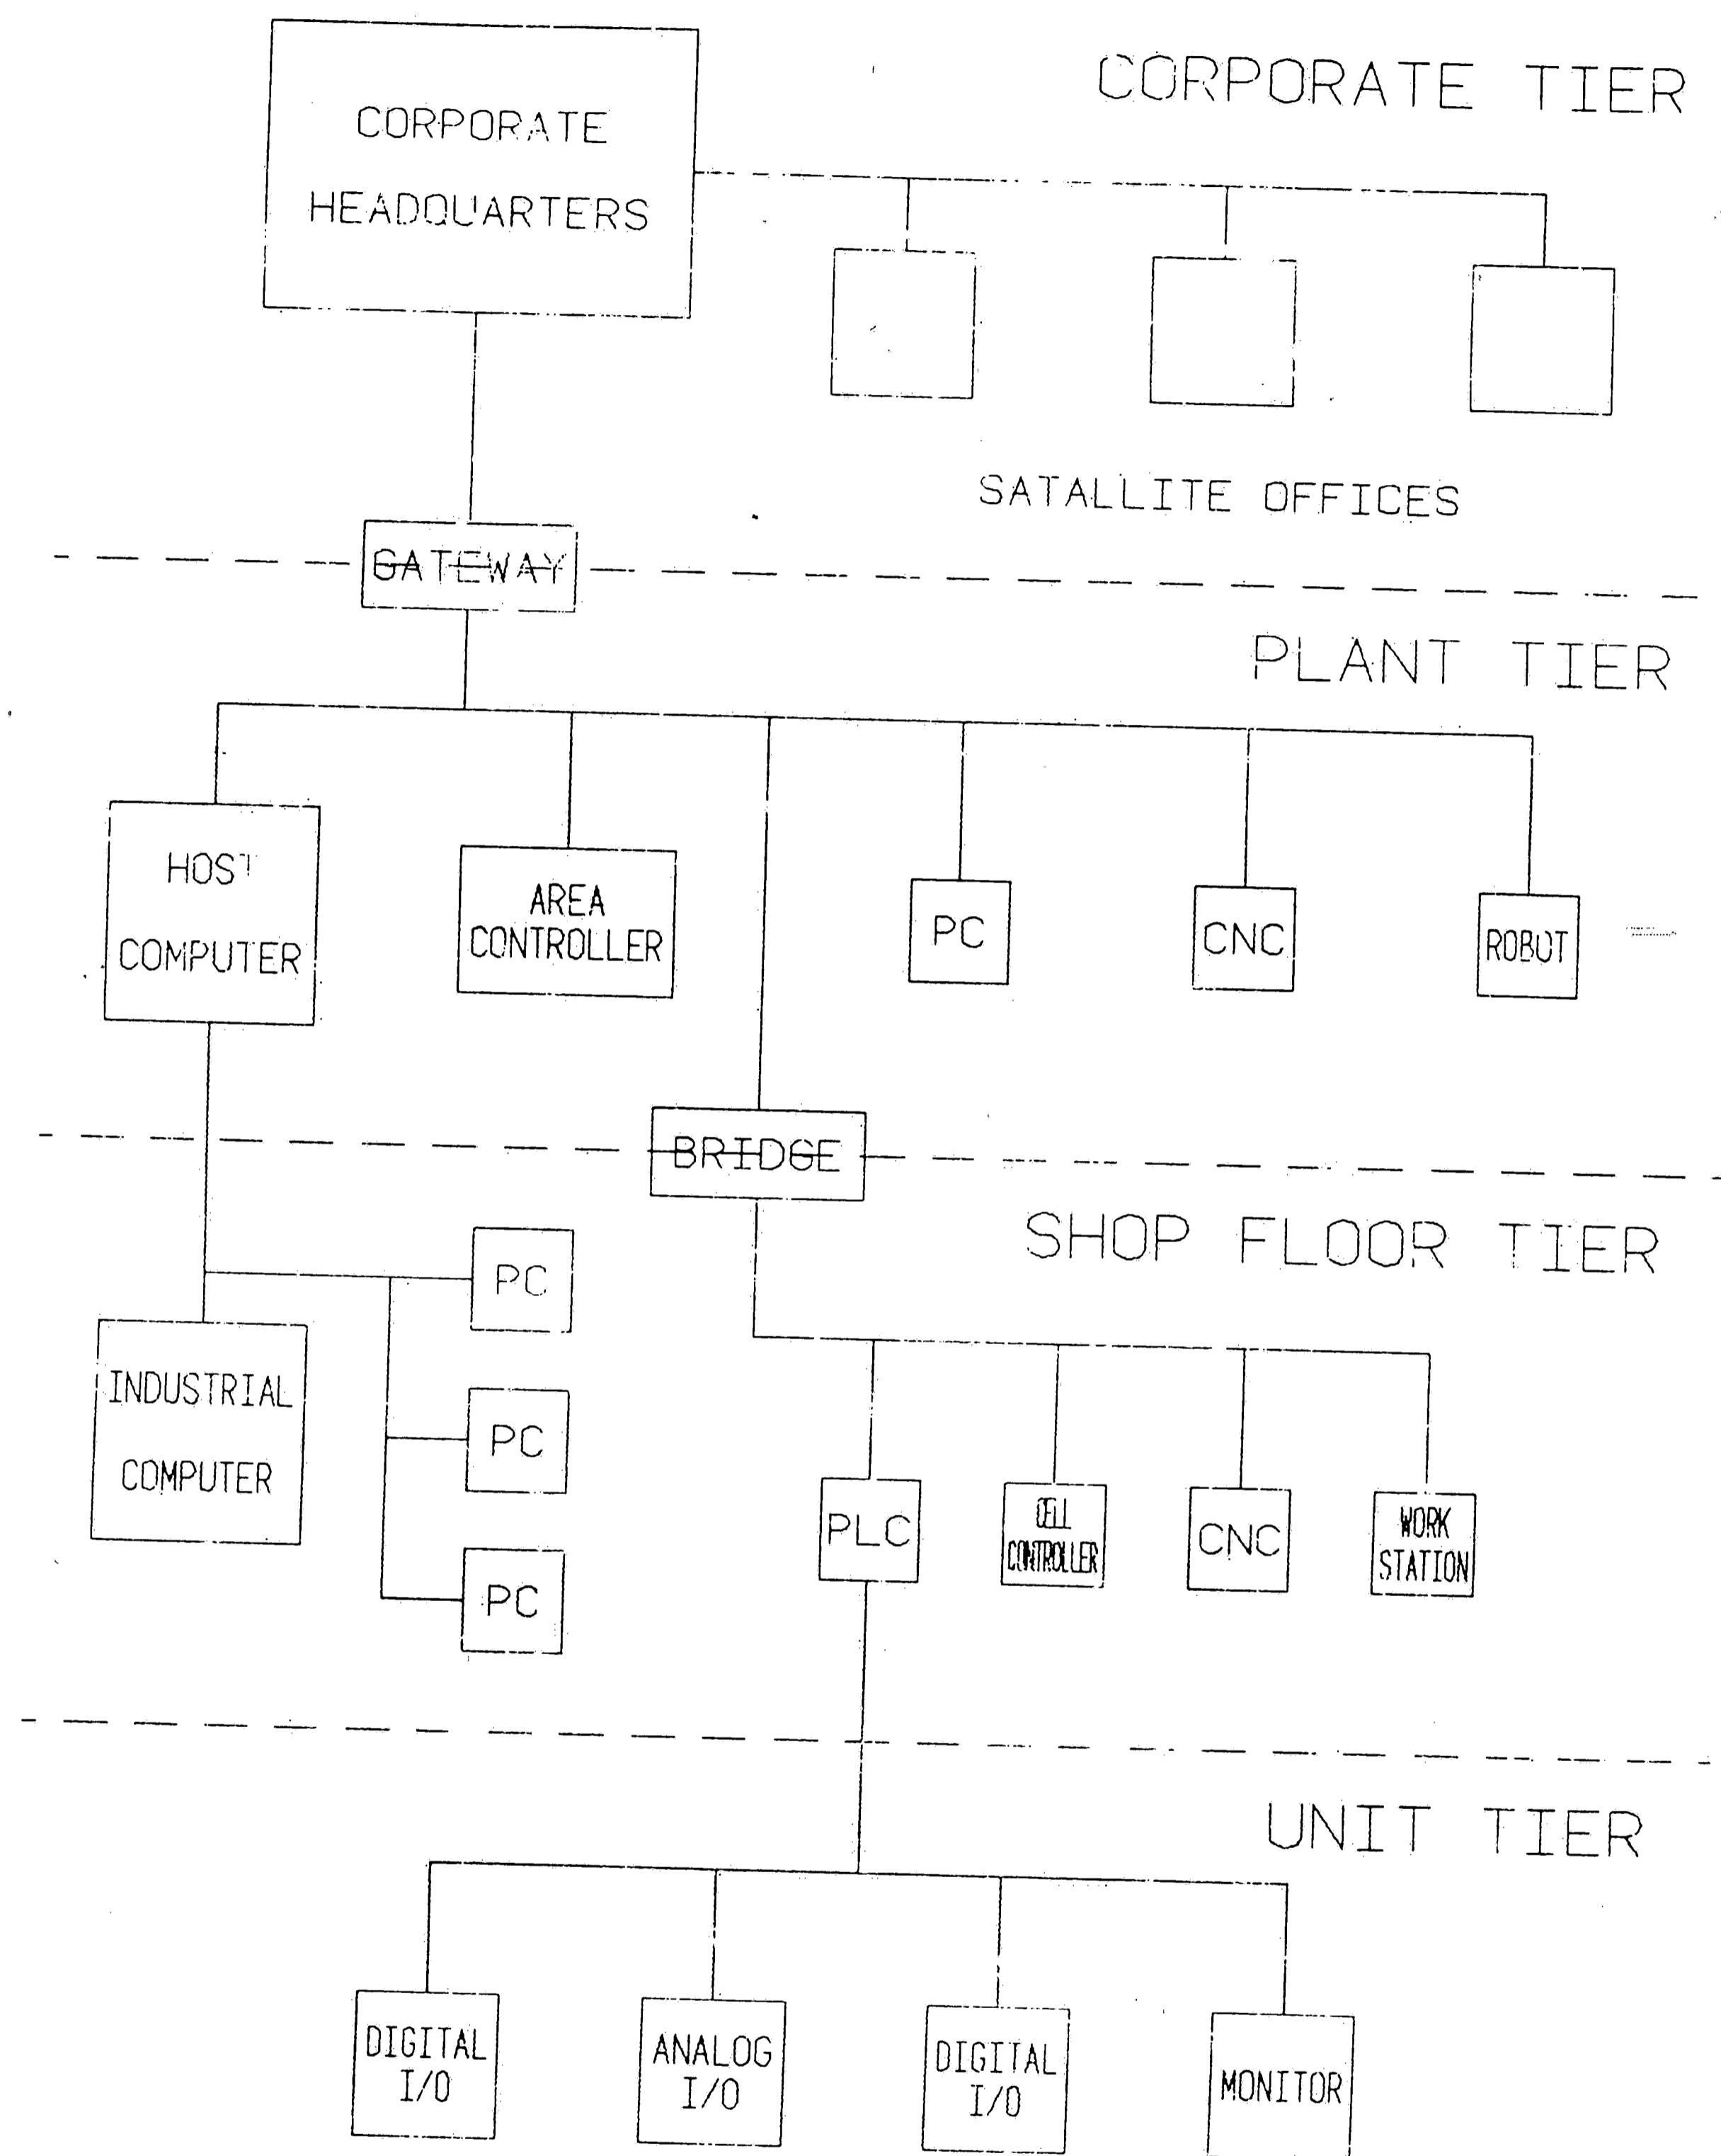 CORPORATE TIER
CORPORATE
HEADQUARTERS
SATALLITE OFFICES
GATEWAY
PLANT TIER
HOST
COMPUTER
AREA
CONTROLLER
PC
CNC
ROBOT
BRIDGE
SHOP FLOOR TIER
PC
INDUSTRIAL
COMPUTER
PC
PC
PLC
CELL
CONTROLLER
CNC
WORK
STATION
UNIT TIER
DIGITAL
I/O
ANALOG
I/O
DIGITAL
I/O
MONITOR